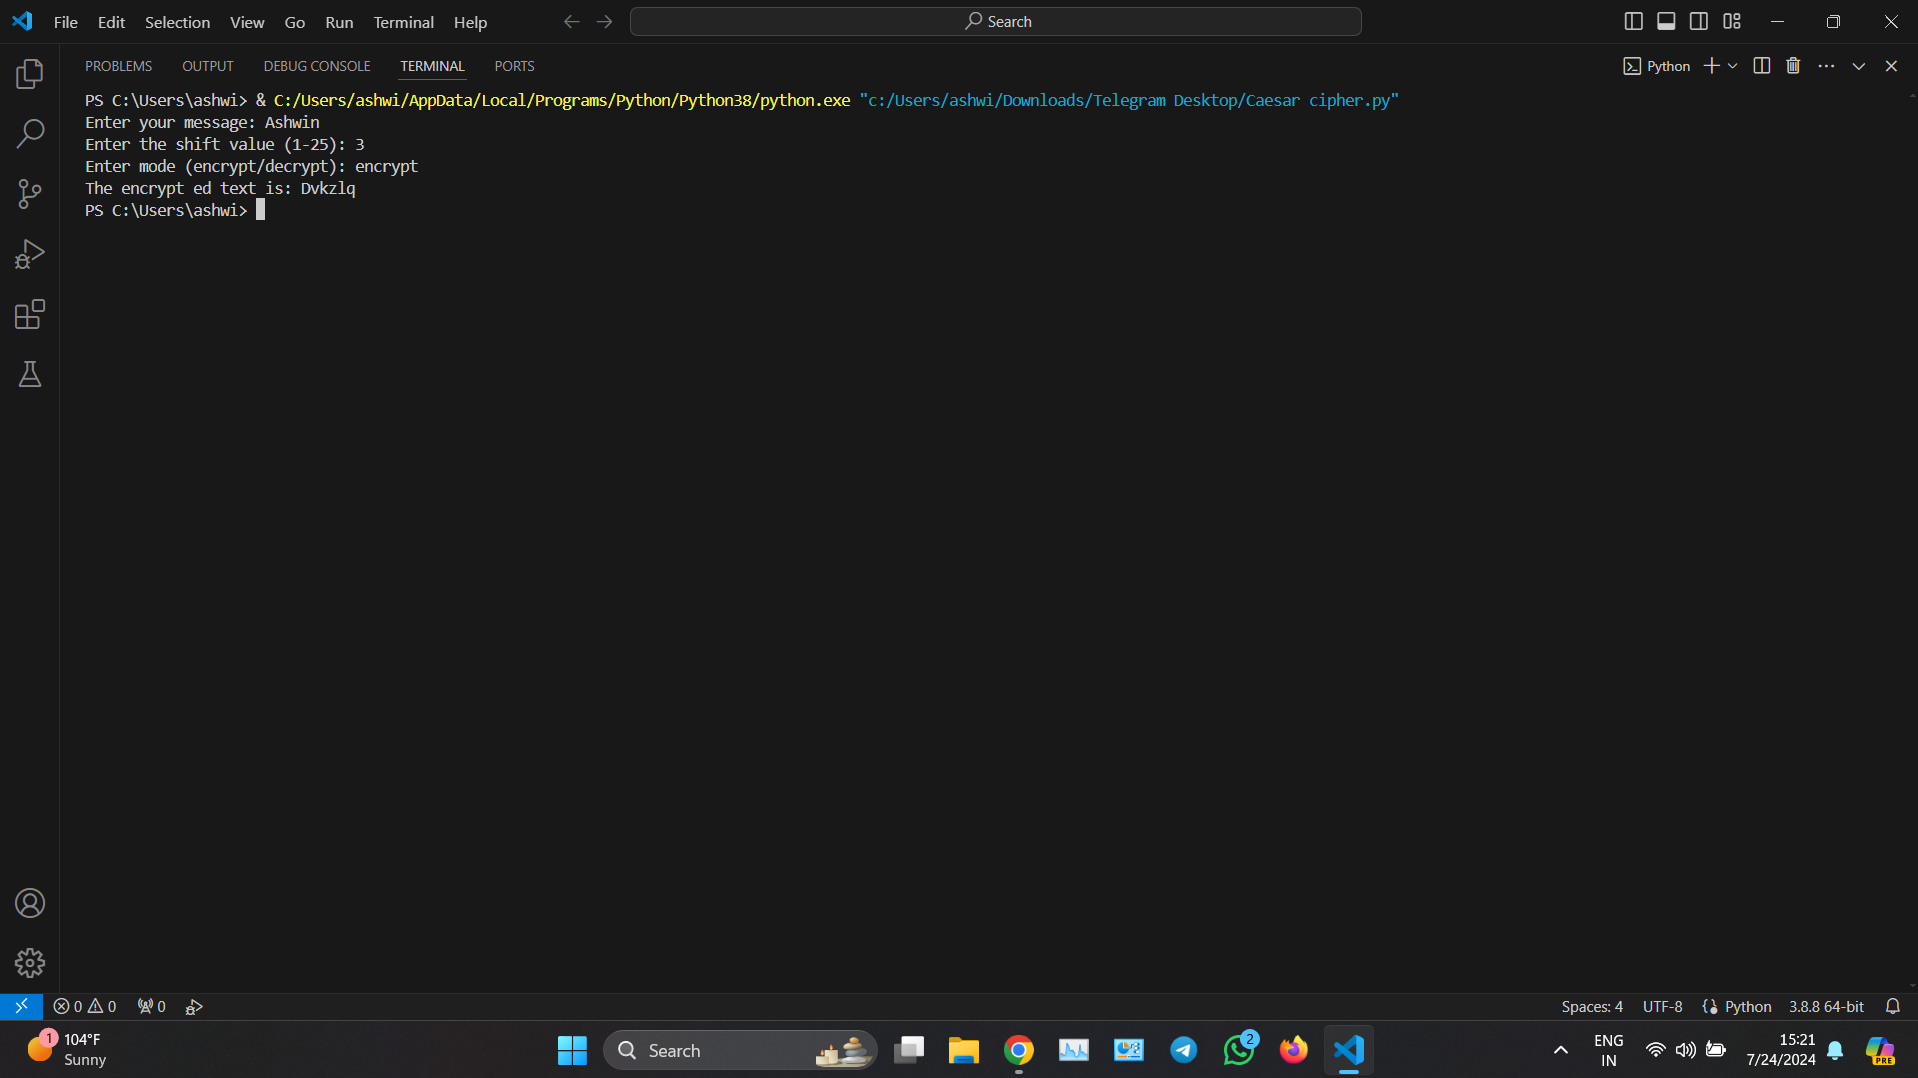 File Edit Selection View Go Run Terminal Help Search
PROBLEMS OUTPUT DEBUG CONSOLE TERMINAL PORTS Python
PS C:\Users\ashwi> & C:/Users/ashwi/AppData/Local/Programs/Python/Python38/python.exe "c:/Users/ashwi/Downloads/Telegram Desktop/Caesar cipher.py"
Enter your message: Ashwin
Enter the shift value (1-25): 3
Enter mode (encrypt/decrypt): encrypt
The encrypt ed text is: Dvkzlq
PS C:\Users\ashwi>
0 0 0 Spaces: 4 UTF-8 Python 3.8.8 64-bit
1 104°F Search 2 ENG 15:21
Sunny IN 7/24/2024 PRE